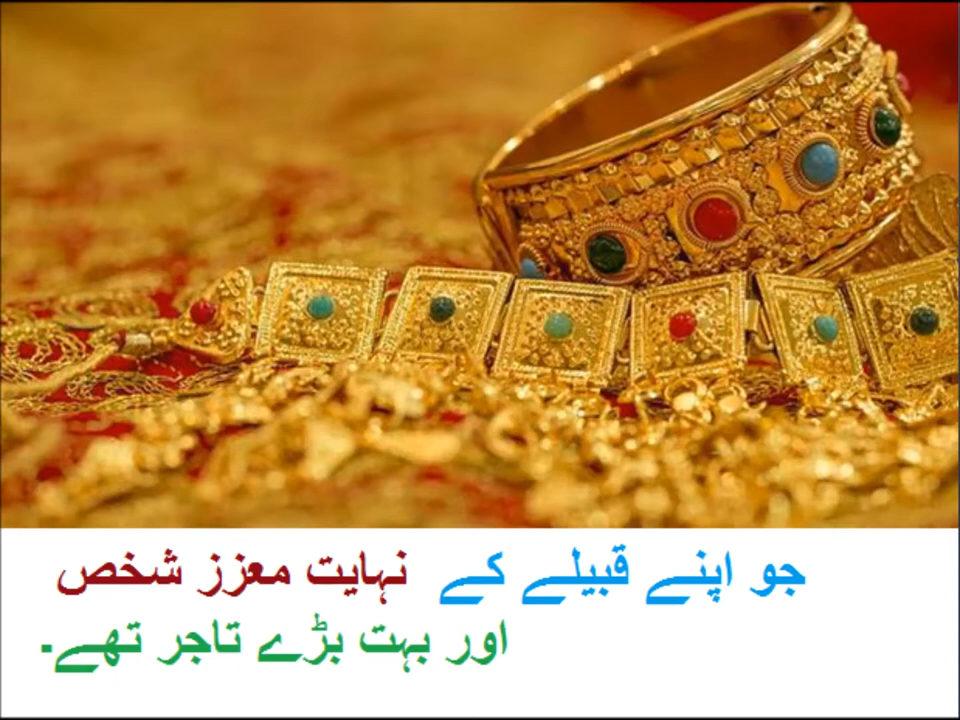 جو اپنے قبیلے کے نہایت معزز شخص
اور بہت بڑے تاجر تھے۔